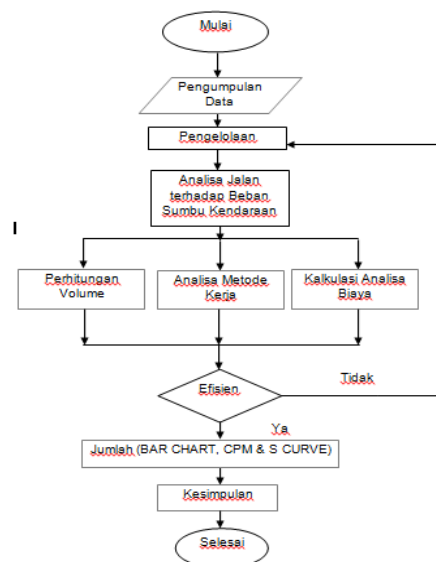 Mulai
Pengumpulan
Data
Pengelolaan
Analisa Jalan
terhadap Beban
Sumbu Kendaraan
Perhitungan
Volume
Analisa Metode
Kerja
Kalkulasi Analisa
Biaya
Efisien
Tidak
Ya
Jumlah (BAR CHART, CPM & S CURVE)
Kesimpulan
Selesai